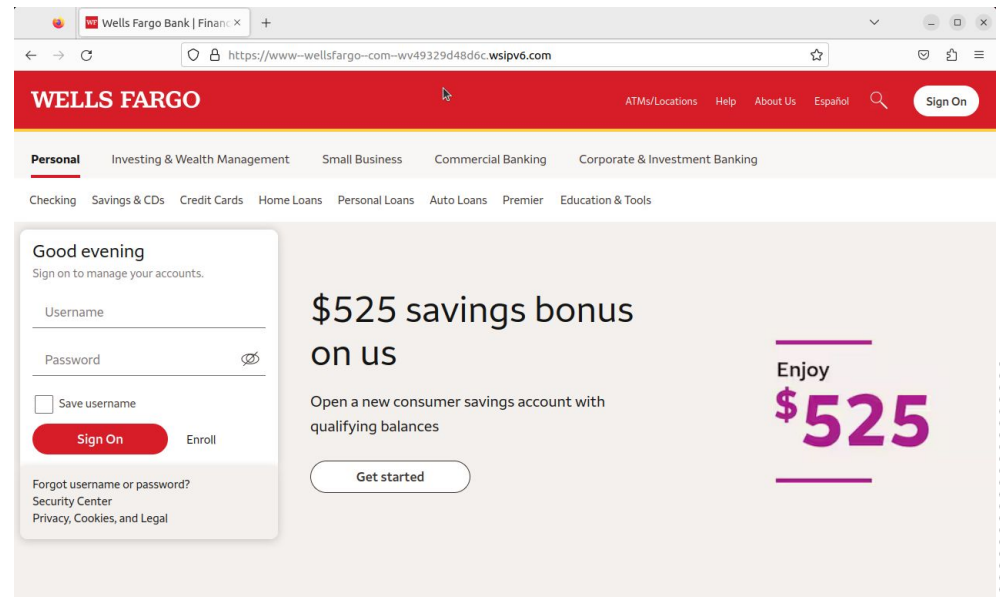 Wells Fargo Bank | Financ
https://www--wellsfargo--com--wv49329d48d6c.wsipv6.com
WELLS FARGO
ATMs/Locations Help About Us Español Sign On
Personal Investing & Wealth Management Small Business Commercial Banking Corporate & Investment Banking
Checking Savings & CDs Credit Cards Home Loans Personal Loans Auto Loans Premier Education & Tools
Good evening
Sign on to manage your accounts.
Username
Password
Save username
Sign On Enroll
Forgot username or password?
Security Center
Privacy, Cookies, and Legal
$525 savings bonus
on us
Open a new consumer savings account with
qualifying balances
Get started
Enjoy
$525